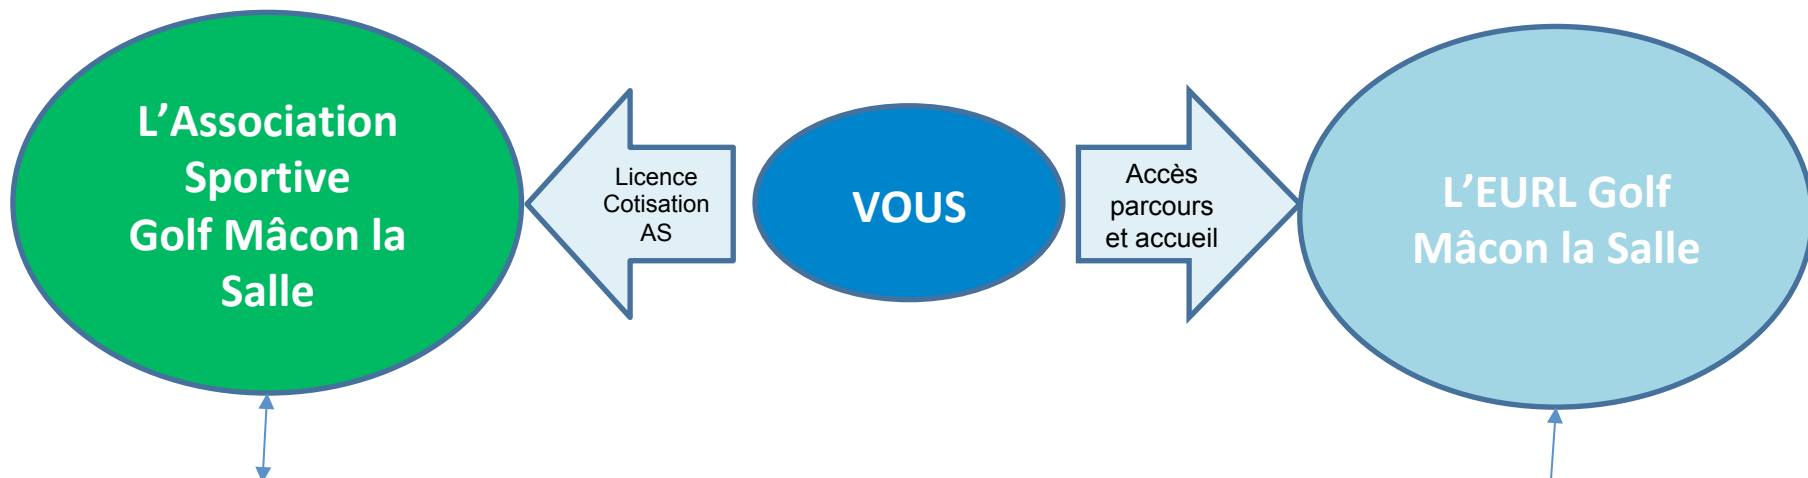 L’Association
Sportive
Golf Mâcon la
Salle
Licence
Cotisation
AS
VOUS
Accès
parcours
et accueil
L’EURL Golf
Mâcon la Salle